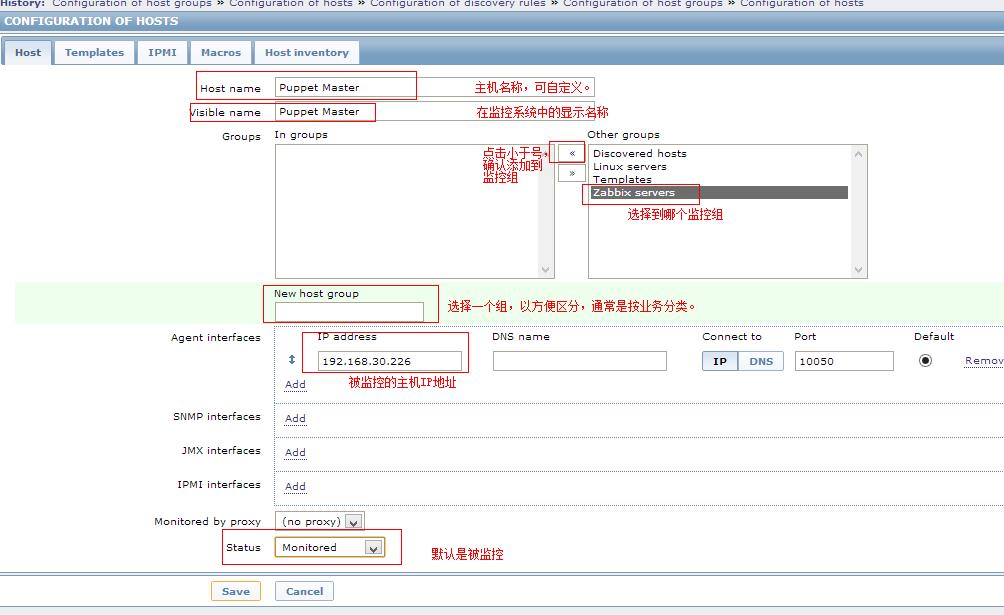 History: Configuration of host groups » Configuration of hosts » Configuration of discovery rules » Configuration of host groups » Configuration of hosts
CONFIGURATION OF HOSTS
Host Templates IPMI Macros Host inventory
Host name Puppet Master 主机名称，可自定义。
Visible name Puppet Master 在监控系统中的显示名称
Groups In groups Other groups
点击小于号，
确认添加到
监控组
«
»
Discovered hosts
Linux servers
Templates
Zabbix servers
选择到哪个监控组
New host group
选择一个组，以方便区分，通常是按业务分类。
Agent interfaces IP address DNS name Connect to Port Default
192.168.30.226 IP DNS 10050 Remov
Add 被监控的主机IP地址
SNMP interfaces Add
JMX interfaces Add
IPMI interfaces Add
Monitored by proxy (no proxy)
Status Monitored 默认是被监控
Save Cancel